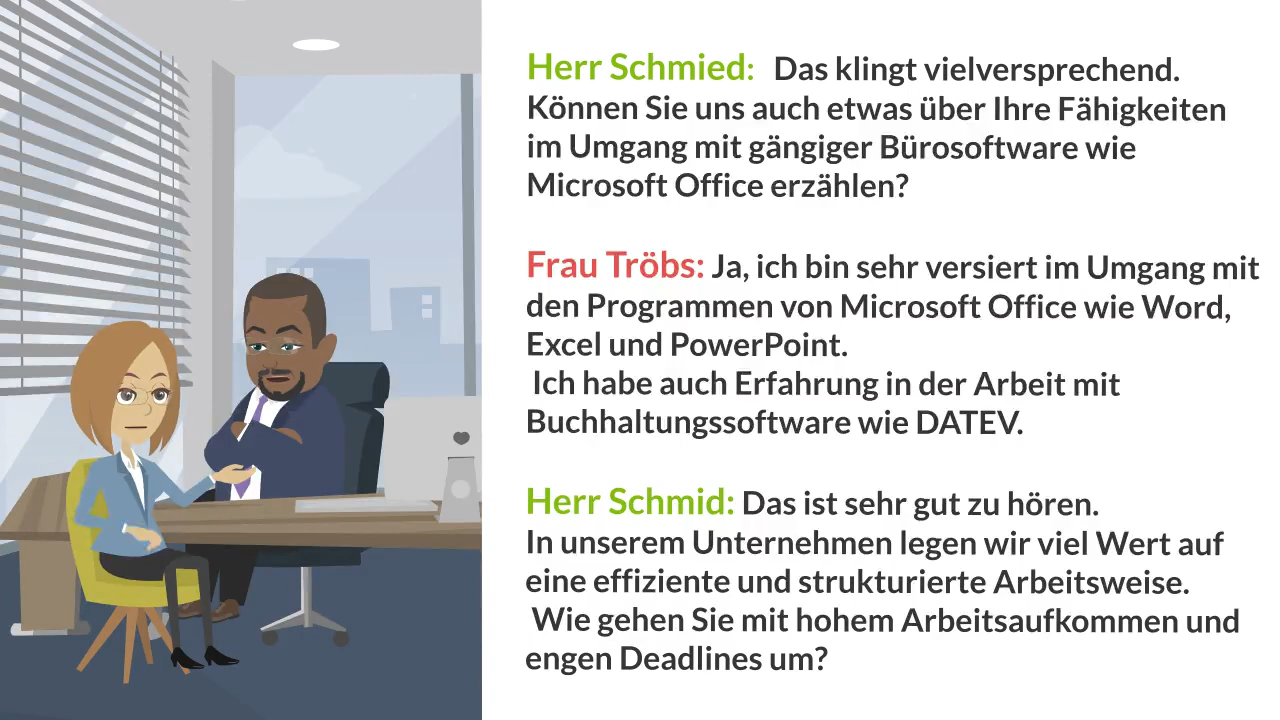 Herr Schmied: Das klingt vielversprechend.
Können Sie uns auch etwas über Ihre Fähigkeiten
im Umgang mit gängiger Bürosoftware wie
Microsoft Office erzählen?
Frau Tröbs: Ja, ich bin sehr versiert im Umgang mit
den Programmen von Microsoft Office wie Word,
Excel und PowerPoint.
Ich habe auch Erfahrung in der Arbeit mit
Buchhaltungssoftware wie DATEV.
Herr Schmid: Das ist sehr gut zu hören.
In unserem Unternehmen legen wir viel Wert auf
eine effiziente und strukturierte Arbeitsweise.
Wie gehen Sie mit hohem Arbeitsaufkommen und
engen Deadlines um?